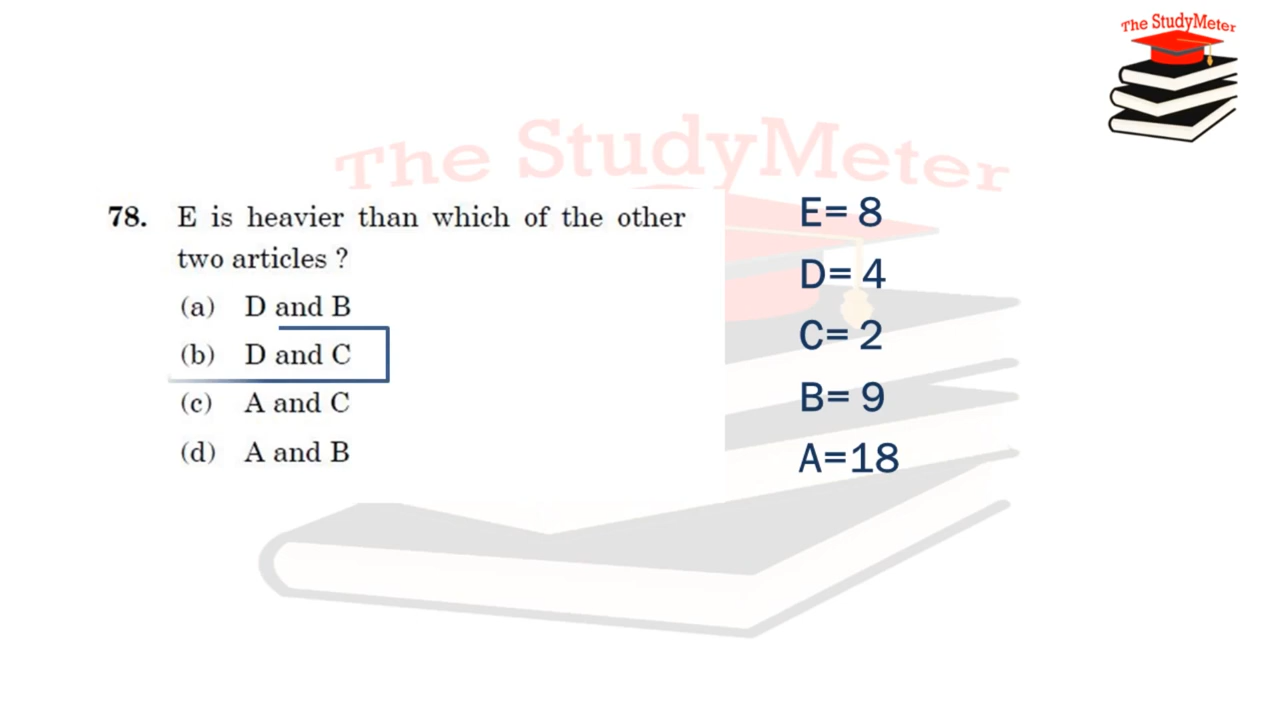 The StudyMeter
The StudyMeter
78. E is heavier than which of the other
two articles ?
(a) D and B
(b) D and C
(c) A and C
(d) A and B
E= 8
D= 4
C= 2
B= 9
A=18